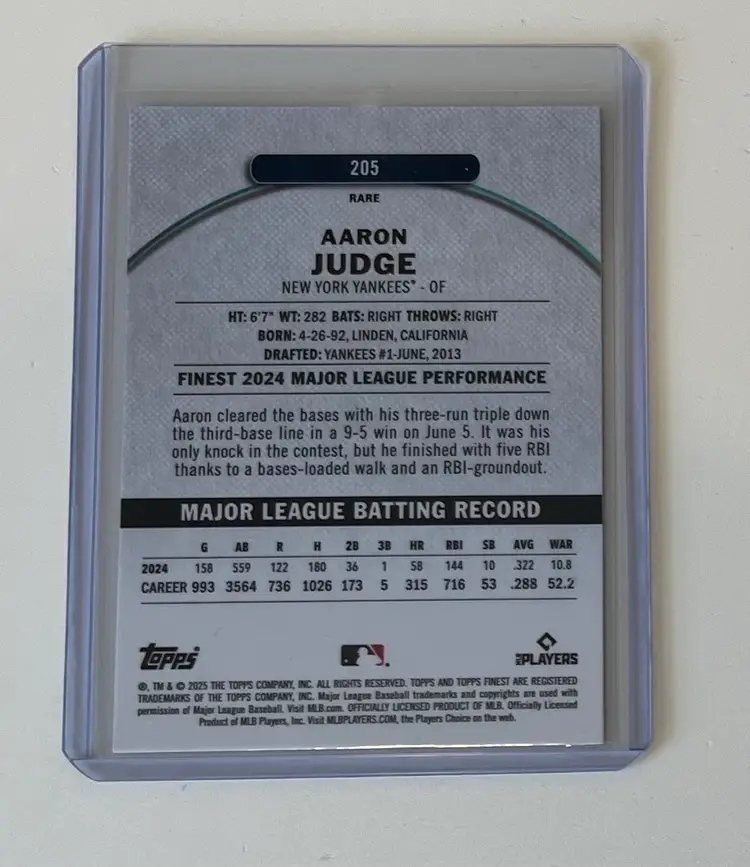 205
RARE
AARON
JUDGE
NEW YORK YANKEES® - OF
HT: 6'7" WT: 282 BATS: RIGHT THROWS: RIGHT
BORN: 4-26-92, LINDEN, CALIFORNIA
DRAFTED: YANKEES #1-JUNE, 2013
FINEST 2024 MAJOR LEAGUE PERFORMANCE
Aaron cleared the bases with his three-run triple down
the third-base line in a 9-5 win on June 5. It was his
only knock in the contest, but he finished with five RBI
thanks to a bases-loaded walk and an RBI-groundout.
MAJOR LEAGUE BATTING RECORD
G AB R H 2B 3B HR RBI SB AVG WAR
2024 158 559 122 180 36 1 58 144 10 .322 10.8
CAREER 993 3564 736 1026 173 5 315 716 53 .288 52.2
Topps
MLB PLAYERS
®, TM & © 2025 THE TOPPS COMPANY, INC. ALL RIGHTS RESERVED. TOPPS AND TOPPS FINEST ARE REGISTERED
TRADEMARKS OF THE TOPPS COMPANY, INC. Major League Baseball trademarks and copyrights are used with
permission of Major League Baseball. Visit MLB.com. OFFICIALLY LICENSED PRODUCT OF MLB. Officially Licensed
Product of MLB Players, Inc. Visit MLBPLAYERS.COM, the Players Choice on the web.